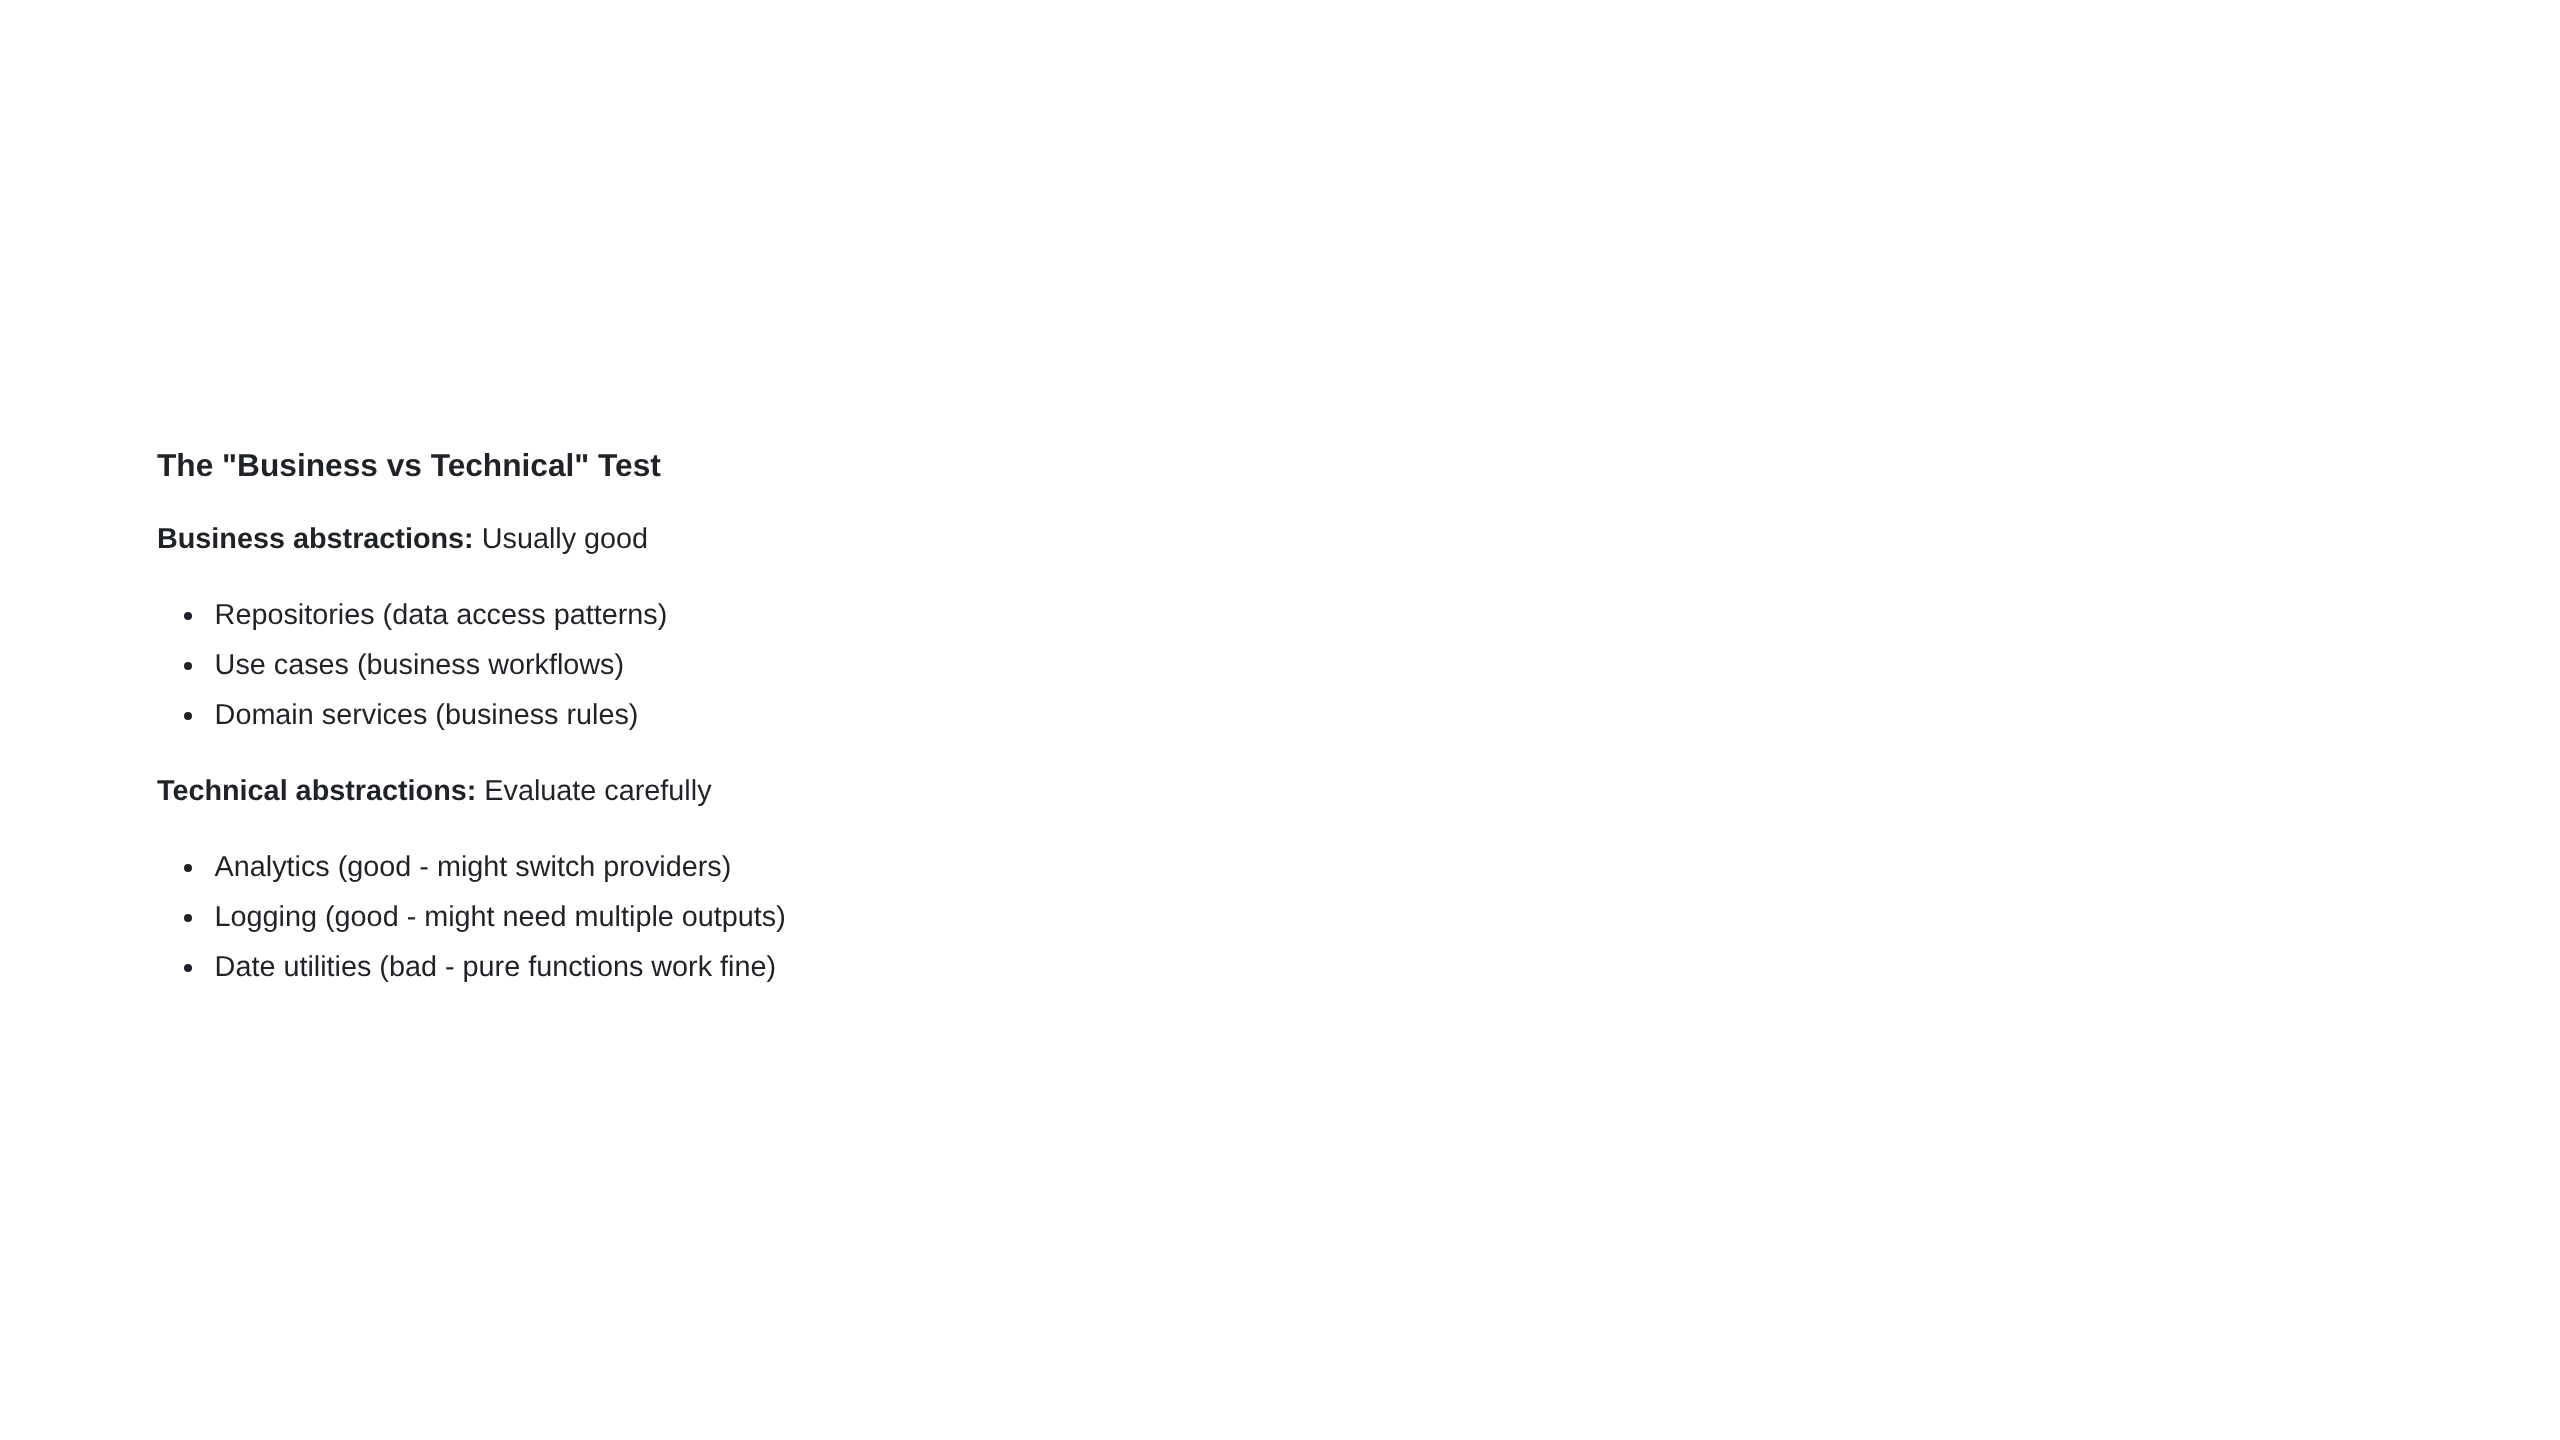 The "Business vs Technical" Test
Business abstractions: Usually good
• Repositories (data access patterns)
• Use cases (business workflows)
• Domain services (business rules)
Technical abstractions: Evaluate carefully
• Analytics (good - might switch providers)
• Logging (good - might need multiple outputs)
• Date utilities (bad - pure functions work fine)